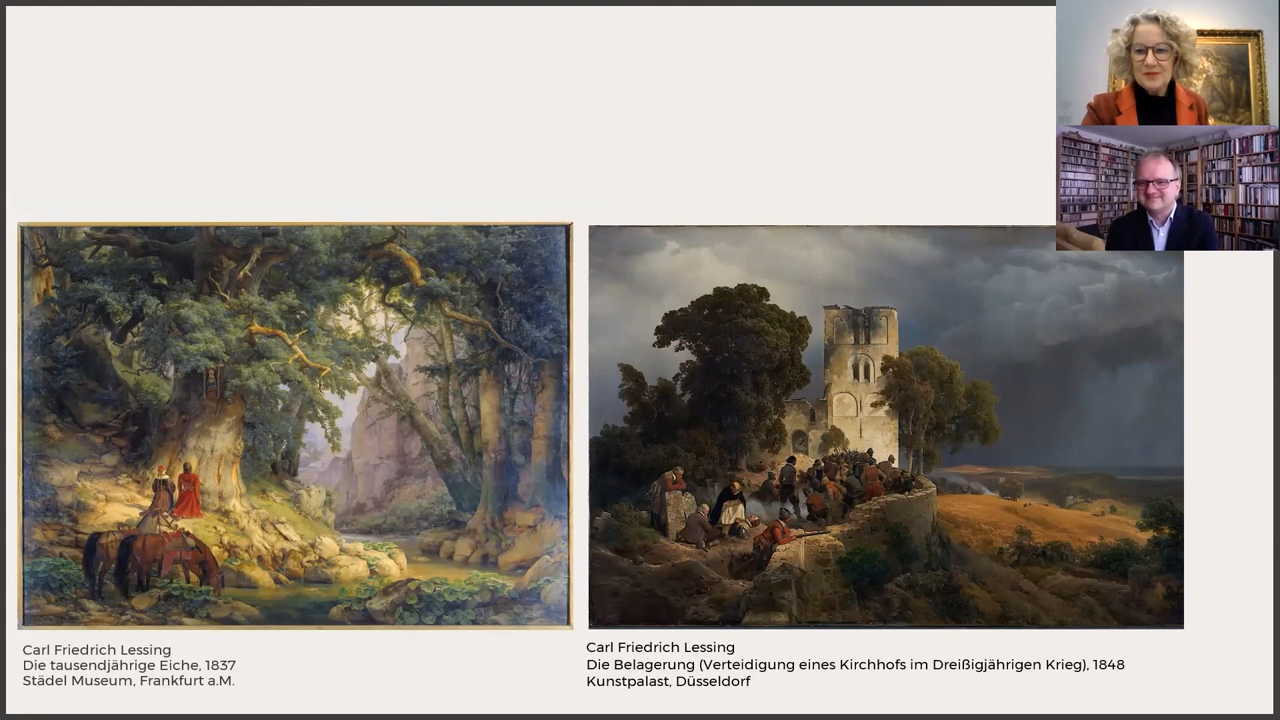 Carl Friedrich Lessing
Die tausendjährige Eiche, 1837
Städel Museum, Frankfurt a.M.
Carl Friedrich Lessing
Die Belagerung (Verteidigung eines Kirchhofs im Dreißigjährigen Krieg), 1848
Kunstpalast, Düsseldorf